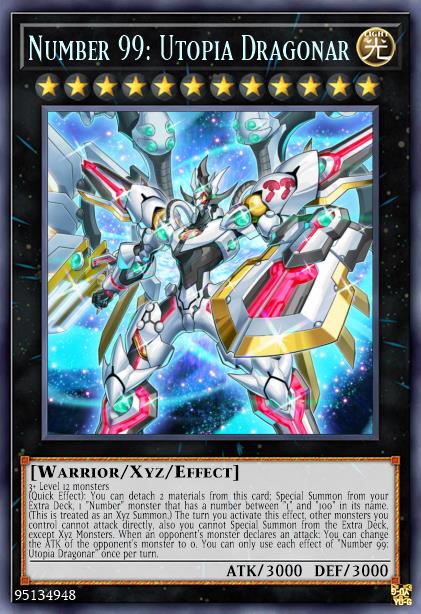 Number 99: Utopia Dragonar
LIGHT
光
99
[Warrior/Xyz/Effect]
3+ Level 12 monsters
(Quick Effect): You can detach 2 materials from this card; Special Summon from your
Extra Deck, 1 "Number" monster that has a number between "1" and "100" in its name.
(This is treated as an Xyz Summon.) The turn you activate this effect, other monsters you
control cannot attack directly, also you cannot Special Summon from the Extra Deck,
except Xyz Monsters. When an opponent's monster declares an attack: You can change
the ATK of the opponent's monster to 0. You can only use each effect of "Number 99:
Utopia Dragonar" once per turn.
ATK/3000 DEF/3000
95134948